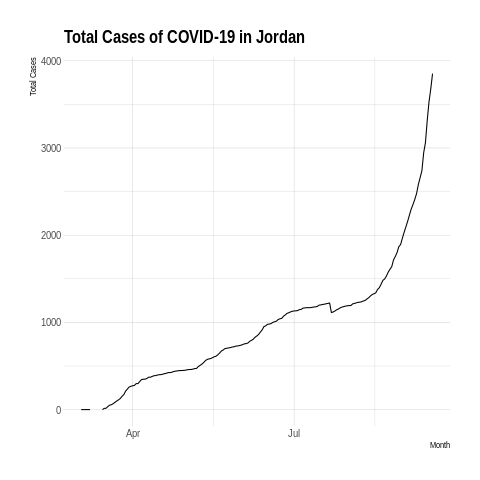 Total Cases of COVID-19 in Jordan
Total Cases
4000
3000
2000
1000
0
Apr
Jul
Month